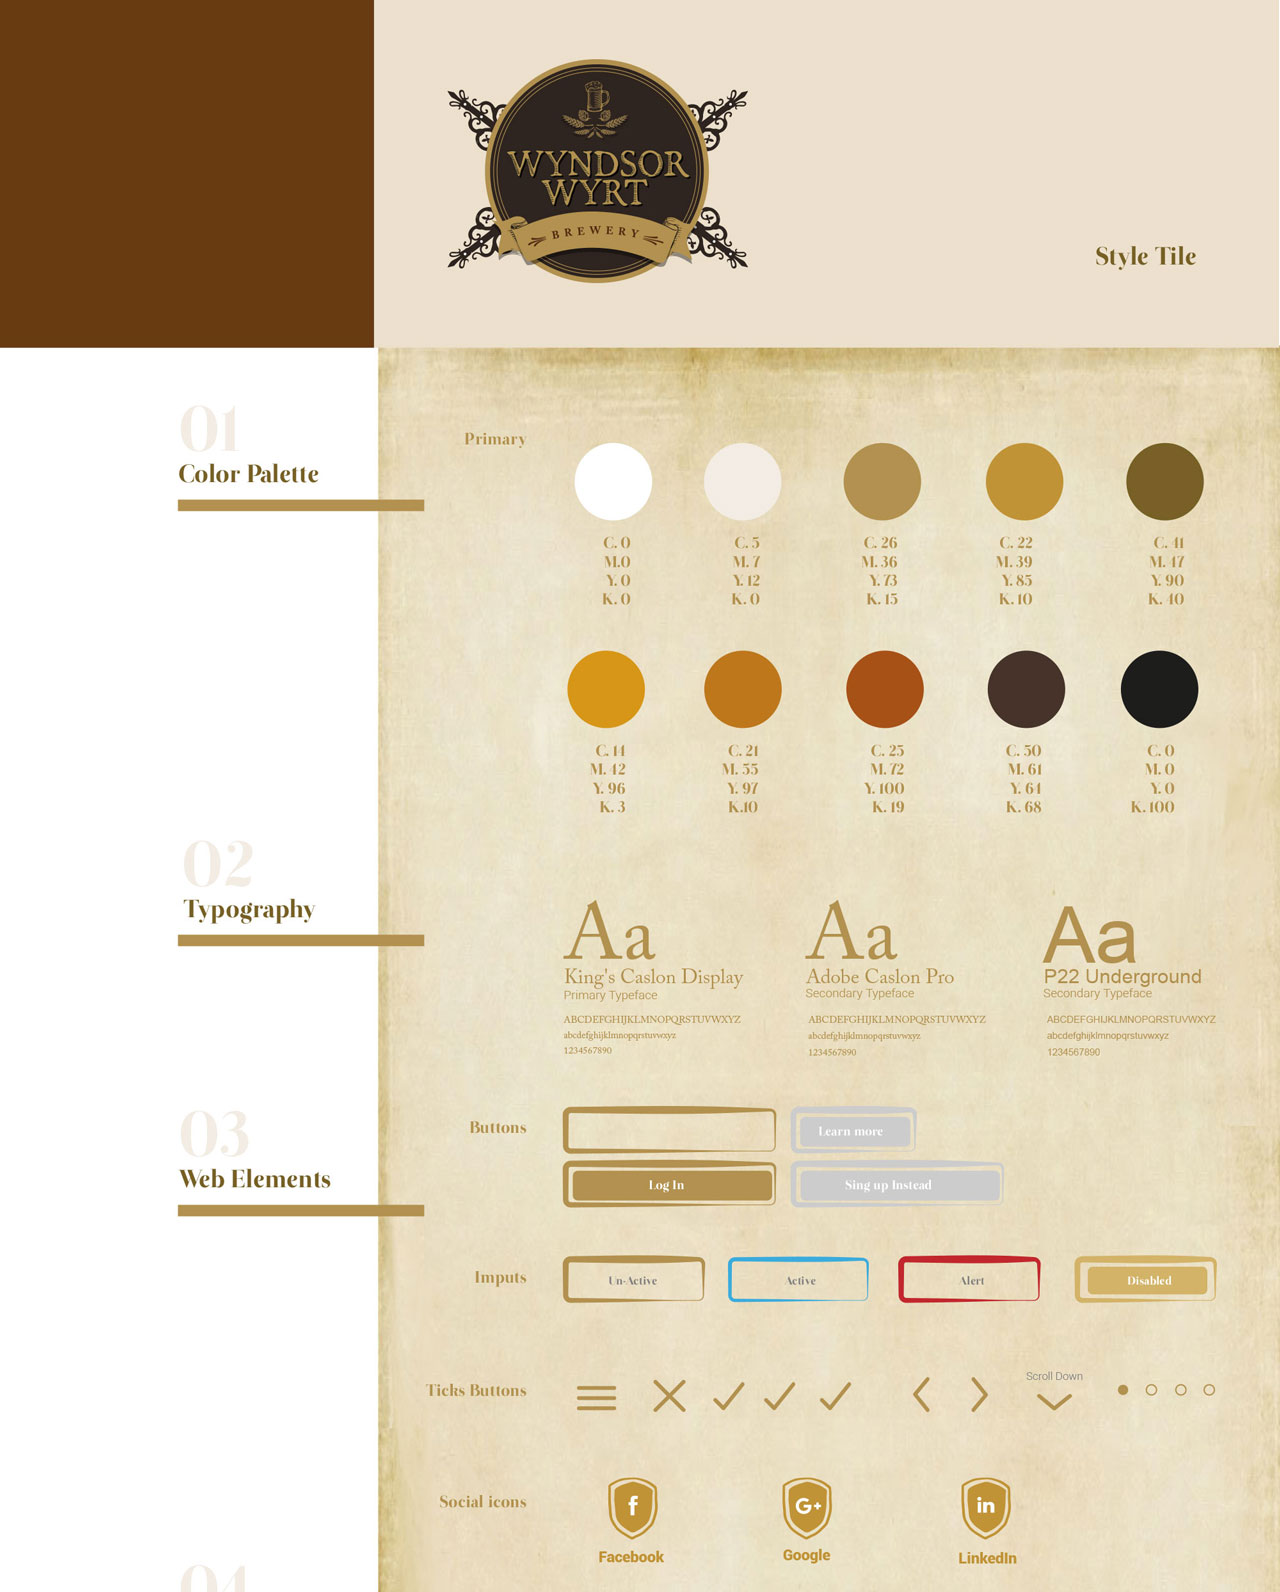 WYNDSOR
WYRT
BREWERY
Style Tile
01
Color Palette
Primary
C. 0
M.0
Y. 0
K. 0
C. 5
M. 7
Y. 12
K. 0
C. 26
M. 36
Y. 73
K. 15
C. 22
M. 39
Y. 85
K. 10
C. 41
M. 47
Y. 90
K. 40
C. 14
M. 42
Y. 96
K. 3
C. 21
M. 55
Y. 97
K.10
C. 25
M. 72
Y. 100
K. 19
C. 50
M. 61
Y. 61
K. 68
C. 0
M. 0
Y. 0
K. 100
02
Typography
Aa
King's Caslon Display
Primary Typeface
ABCDEFGHIJKLMNOPQRSTUVWXYZ
abcdefghijklmnopqrstuvwxyz
1234567890
Aa
Adobe Caslon Pro
Secondary Typeface
ABCDEFGHIJKLMNOPQRSTUVWXYZ
abcdefghijklmnopqrstuvwxyz
1234567890
Aa
P22 Underground
Secondary Typeface
ABCDEFGHIJKLMNOPQRSTUVWXYZ
abcdefghijklmnopqrstuvwxyz
1234567890
03
Web Elements
Buttons
Learn more
Log In
Sing up Instead
Imputs
Un-Active
Active
Alert
Disabled
Ticks Buttons
Scroll Down
Social icons
f
G+
in
Facebook
Google
LinkedIn
04